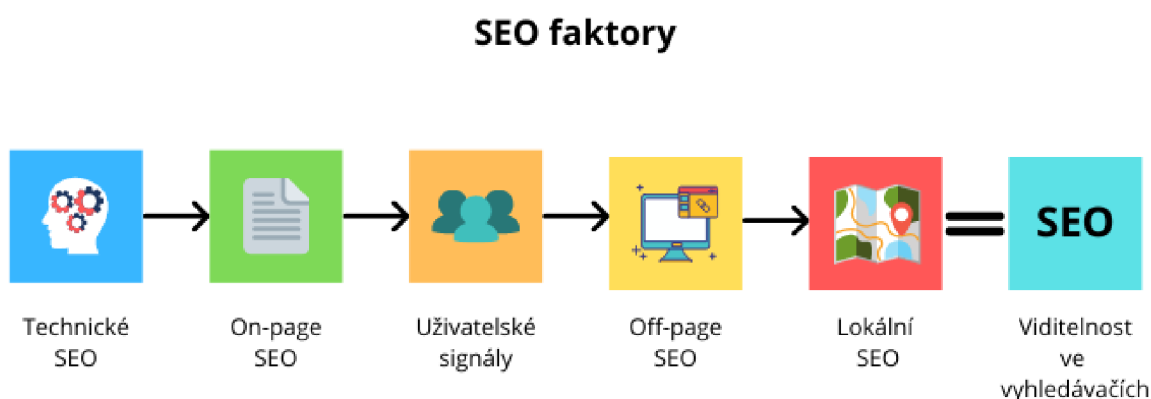 SEO faktory
SEO
Technické
SEO
On-page
SEO
Uživatelské
signály
Off-page
SEO
Lokální
SEO
Viditelnost
ve
vyhledávačích